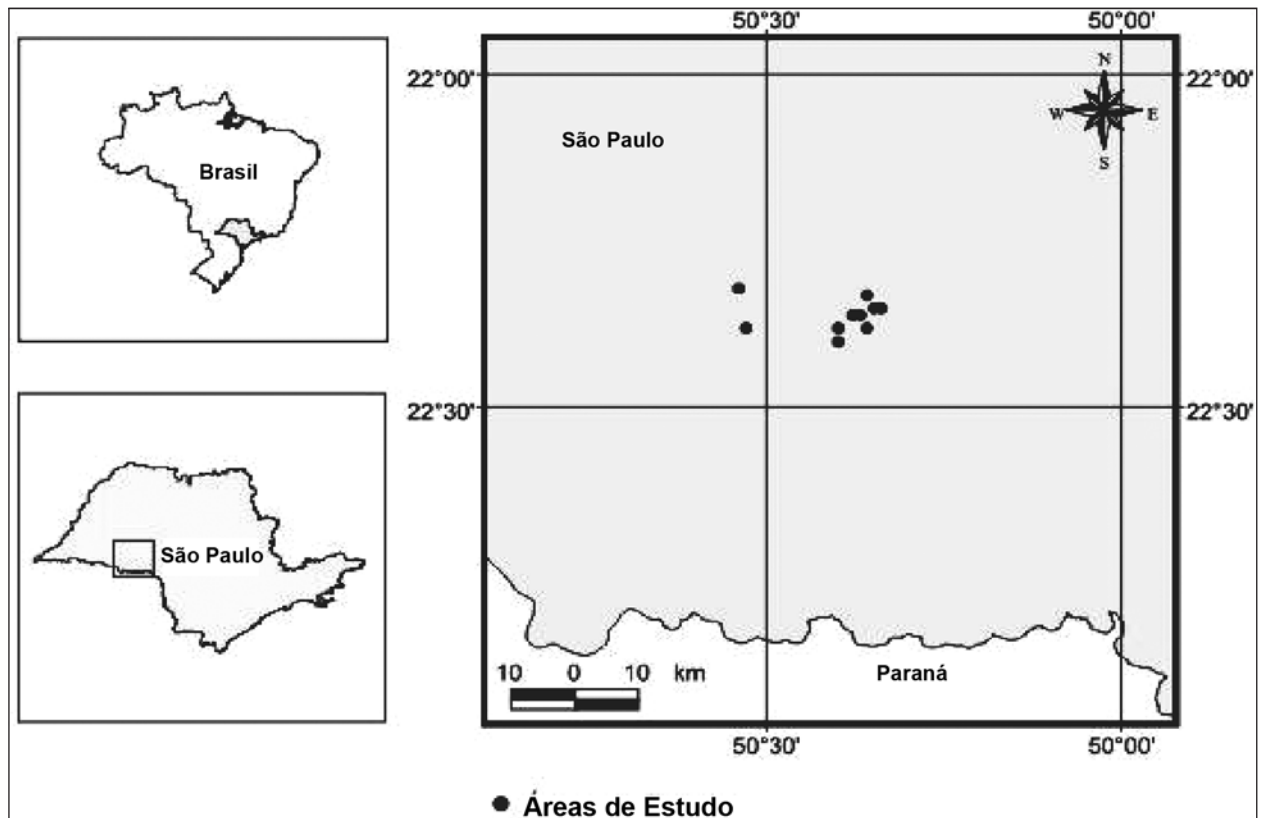 Brasil
São Paulo
50°30' 50°00'
22°00' 22°00'
N
W E
S
São Paulo
22°30' 22°30'
10 0 10 km
Paraná
50°30' 50°00'
Áreas de Estudo